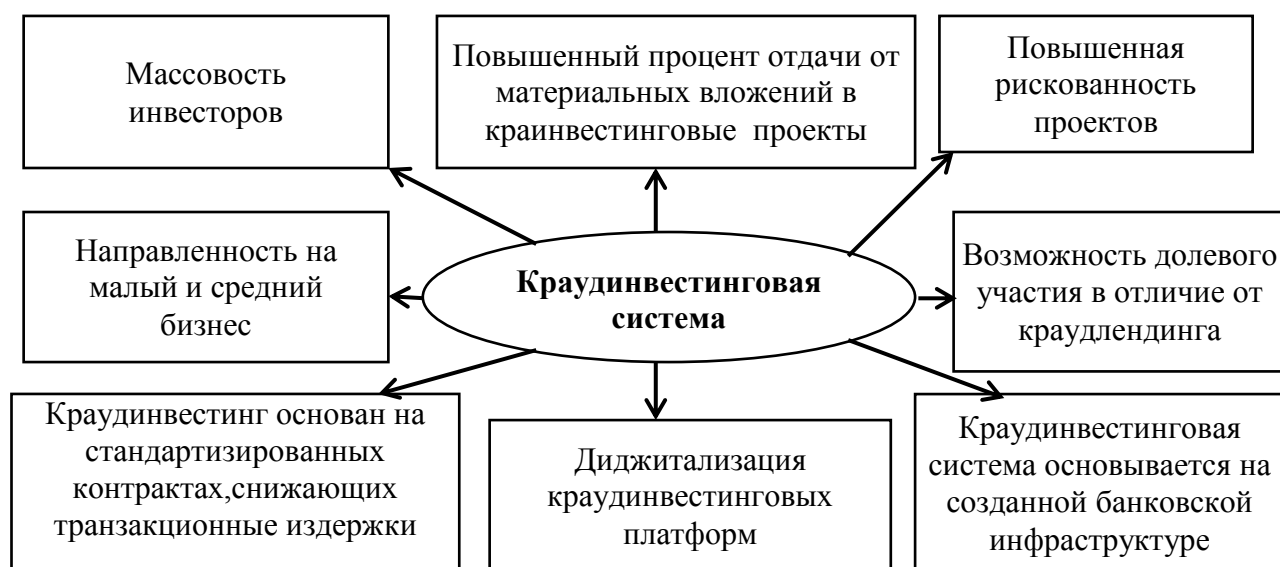 Массовость
инвесторов
Повышенный процент отдачи от
материальных вложений в
краинвестинговые проекты
Повышенная
рискованность
проектов
Направленность на
малый и средний
бизнес
Краудинвестинговая
система
Возможность долевого
участия в отличие от
краудлендинга
Краудинвестинг основан на
стандартизированных
контрактах,снижающих
транзакционные издержки
Диджитализация
краудинвестинговых
платформ
Краудинвестинговая
система основывается на
созданной банковской
инфраструктуре